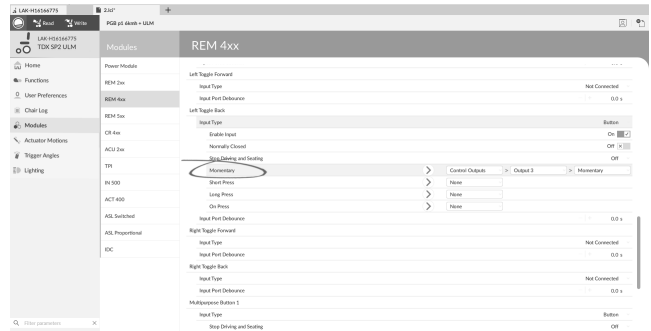 LAK-H16166775
2.lci*
+
Read
Write
PGB p1 6kmh + ULM
LAK-H16166775
TDX SP2 ULM
Modules
REM 4xx
Home
Functions
User Preferences
Chair Log
Modules
Actuator Motions
Trigger Angles
Lighting
Filter parameters
Power Module
REM 2xx
REM 4xx
REM 5xx
CR 4xx
ACU 2xx
TPI
IN 500
ACT 400
ASL Switched
ASL Proportional
IDC
Left Toggle Forward
Input Type Not Connected
Input Port Debounce 0.0 s
Left Toggle Back
Input Type Button
Enable Input On
Normally Closed Off
Stop Driving and Seating Off
Momentary > Control Outputs > Output 3 > Momentary
Short Press > None
Long Press > None
On Press > None
Input Port Debounce 0.0 s
Right Toggle Forward
Input Type Not Connected
Input Port Debounce 0.0 s
Right Toggle Back
Input Type Not Connected
Input Port Debounce 0.0 s
Multipurpose Button 1
Input Type Button
Stop Driving and Seating Off